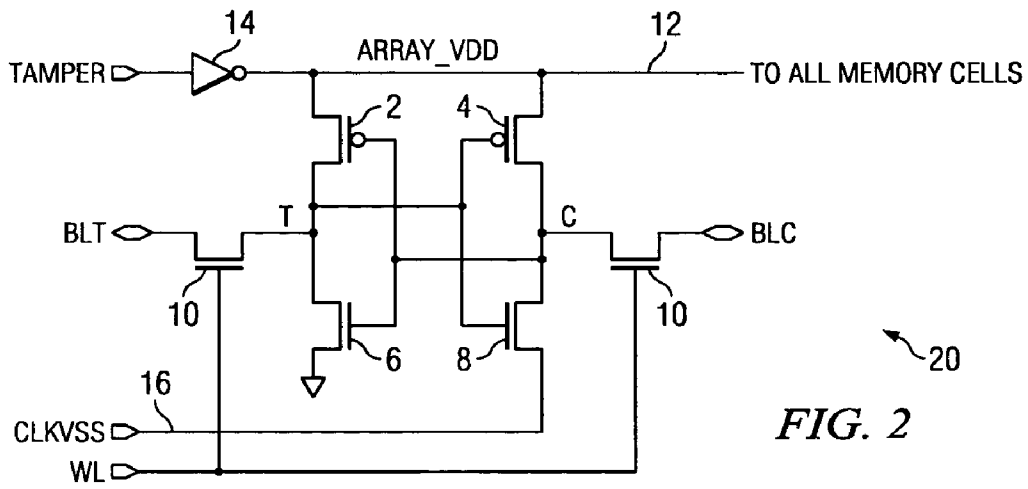 14
TAMPER
ARRAY_VDD
12
TO ALL MEMORY CELLS
2
4
T
C
BLT
BLC
10
10
6
8
20
16
CLKVSS
WL
FIG. 2